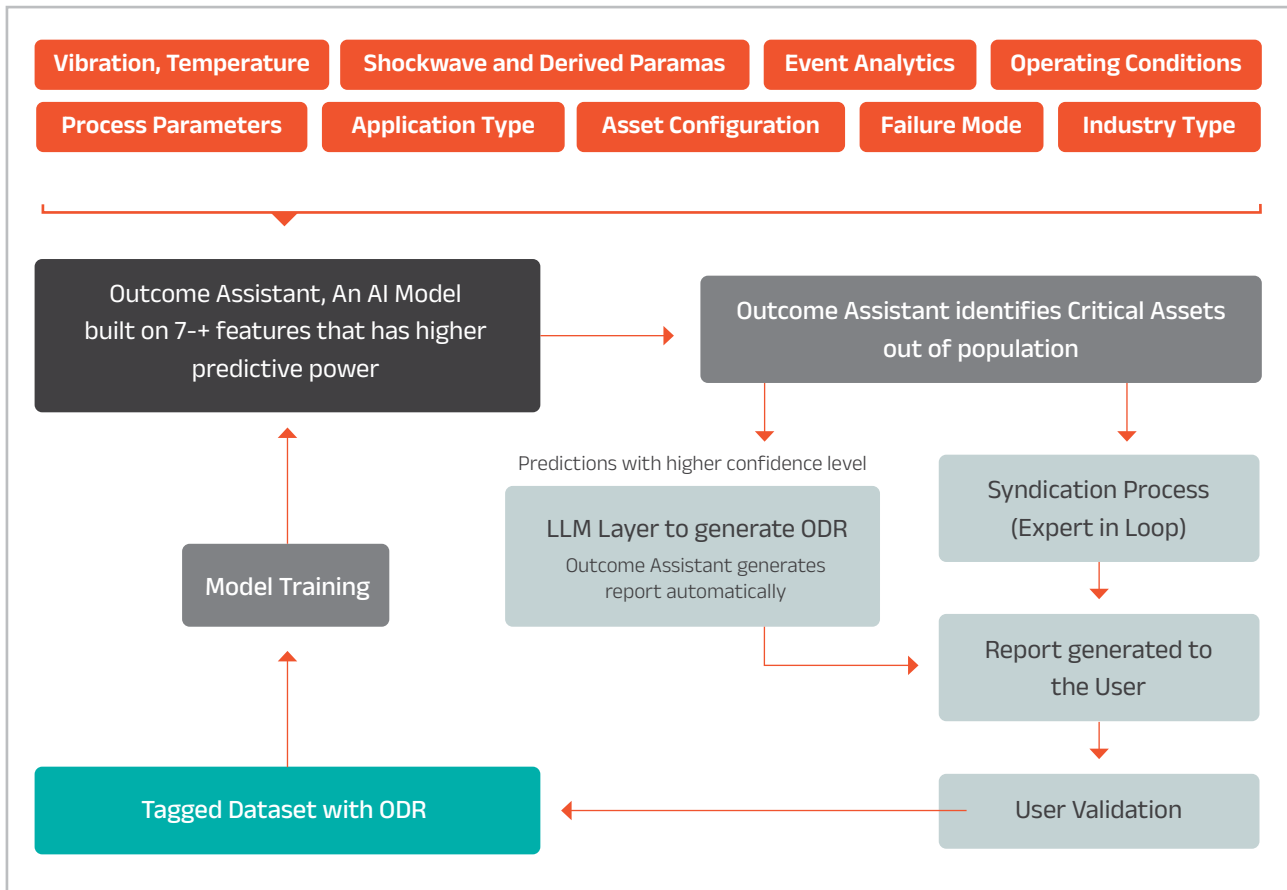 Vibration, Temperature
Shockwave and Derived Paramas
Event Analytics
Operating Conditions
Process Parameters
Application Type
Asset Configuration
Failure Mode
Industry Type
Outcome Assistant, An AI Model
built on 7-+ features that has higher
predictive power
Outcome Assistant identifies Critical Assets
out of population
Predictions with higher confidence level
LLM Layer to generate ODR
Outcome Assistant generates
report automatically
Syndication Process
(Expert in Loop)
Model Training
Report generated to
the User
Tagged Dataset with ODR
User Validation